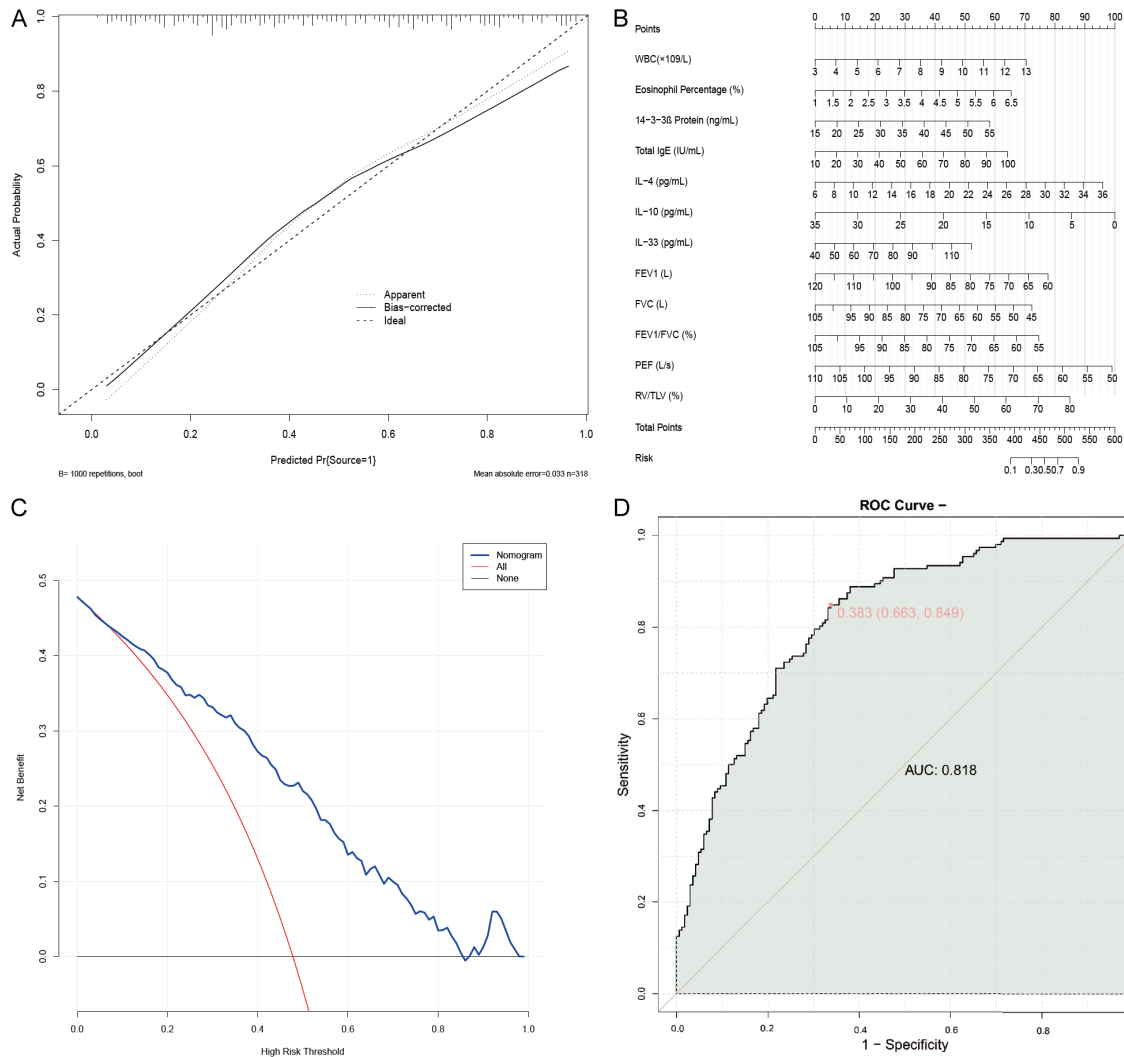 A
1.0
0.8
0.6
0.4
0.2
0.0
Actual Probability
Apparent
Bias-corrected
Ideal
0.0 0.2 0.4 0.6 0.8 1.0
Predicted Pr{Source=1}
B= 1000 repetitions, boot
Mean absolute error=0.033 n=318
B
Points
0 10 20 30 40 50 60 70 80 90 100
WBC(×109/L)
3 4 5 6 7 8 9 10 11 12 13
Eosinophil Percentage (%)
1 1.5 2 2.5 3 3.5 4 4.5 5 5.5 6 6.5
14−3−3ß Protein (ng/mL)
15 20 25 30 35 40 45 50 55
Total IgE (IU/mL)
10 20 30 40 50 60 70 80 90 100
IL−4 (pg/mL)
6 8 10 12 14 16 18 20 22 24 26 28 30 32 34 36
IL−10 (pg/mL)
35 30 25 20 15 10 5 0
IL−33 (pg/mL)
40 50 60 70 80 90 110
FEV1 (L)
120 110 100 90 85 80 75 70 65 60
FVC (L)
105 95 90 85 80 75 70 65 60 55 50 45
FEV1/FVC (%)
105 95 90 85 80 75 70 65 60 55
PEF (L/s)
110 105 100 95 90 85 80 75 70 65 60 55 50
RV/TLV (%)
0 10 20 30 40 50 60 70 80
Total Points
0 50 100 150 200 250 300 350 400 450 500 550 600
Risk
0.1 0.30.50.7 0.9
C
Nomogram
All
None
0.5
0.4
0.3
0.2
0.1
0.0
Net Benefit
0.0 0.2 0.4 0.6 0.8 1.0
High Risk Threshold
D
ROC Curve −
1.0
0.8
0.6
0.4
0.2
0.0
Sensitivity
0.383 (0.663, 0.849)
AUC: 0.818
0.0 0.2 0.4 0.6 0.8
1 − Specificity